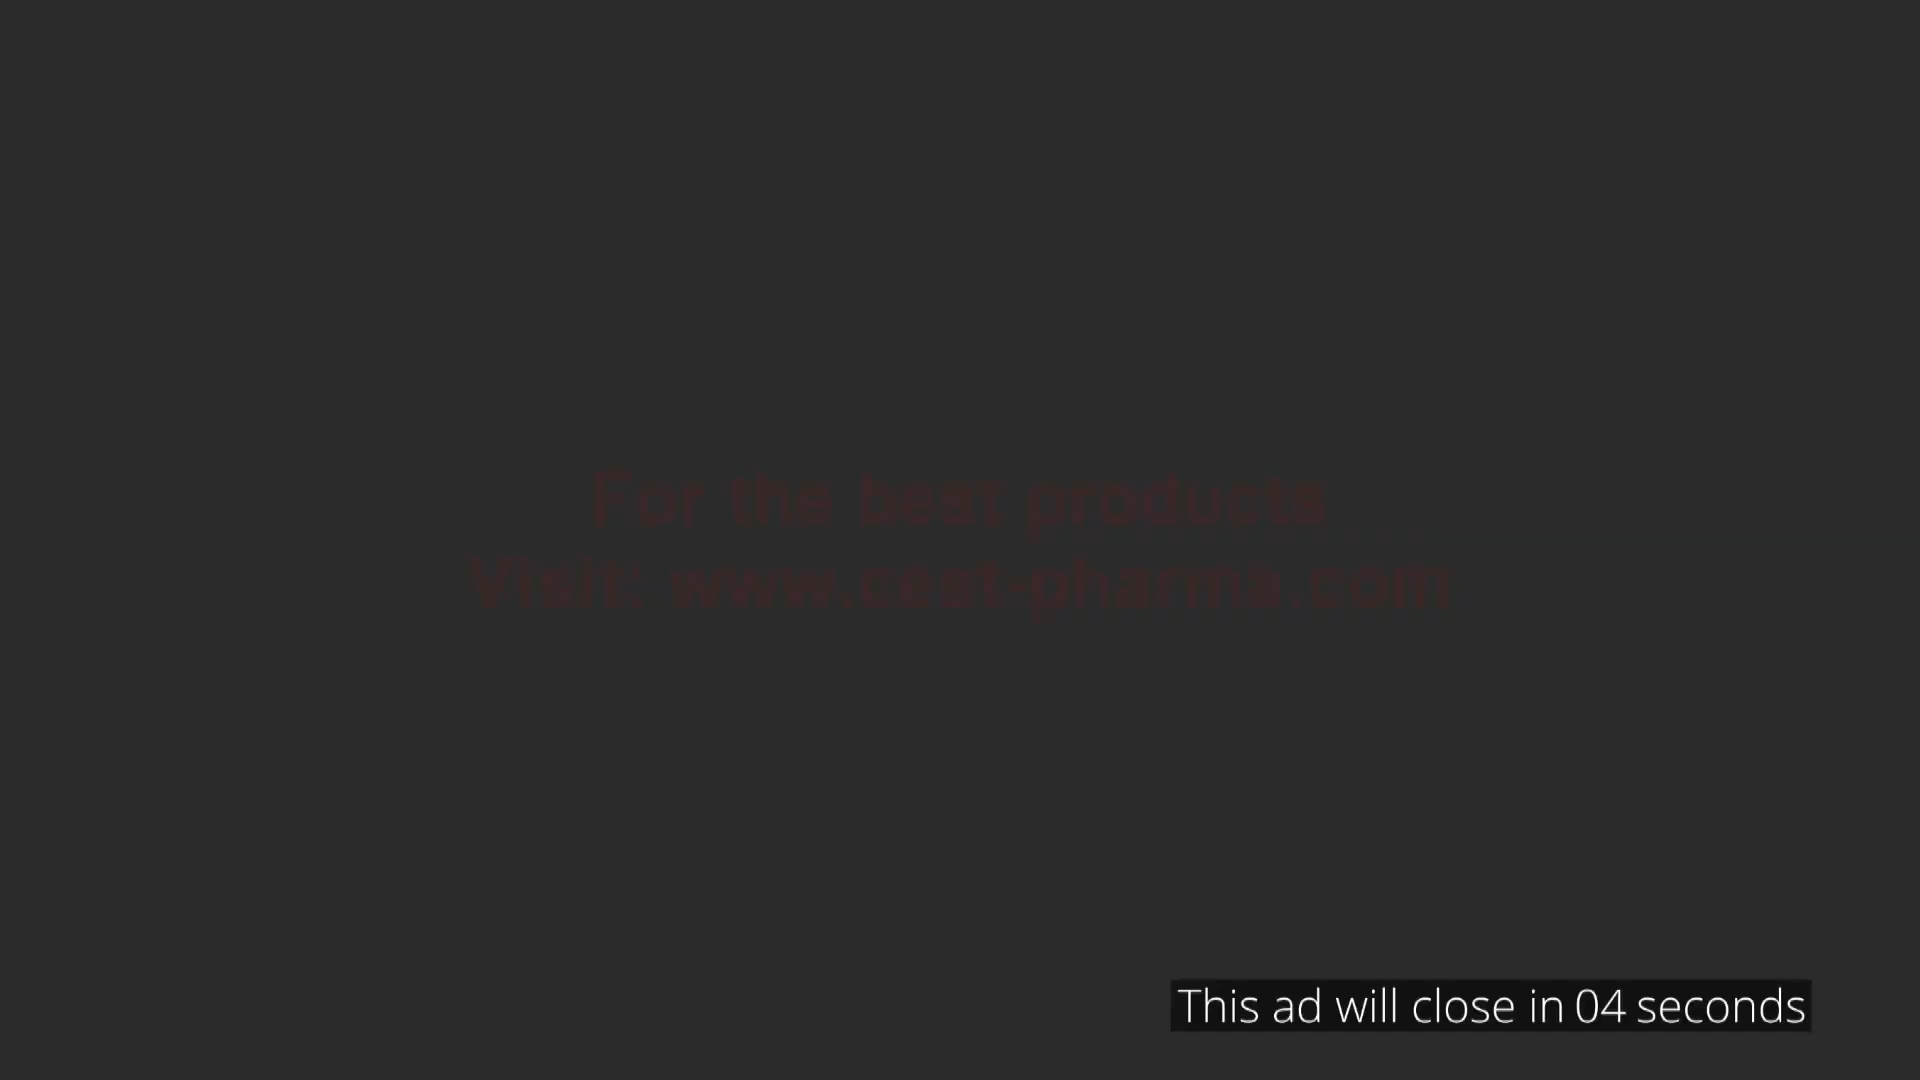 For the best products
Visit: www.cest-pharma.com
This ad will close in 04 seconds